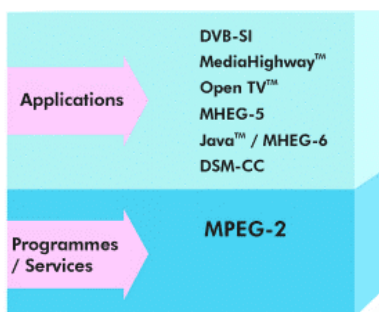 Applications
DVB-SI
MediaHighway™
Open TV™
MHEG-5
Java™ / MHEG-6
DSM-CC
Programmes
/ Services
MPEG-2